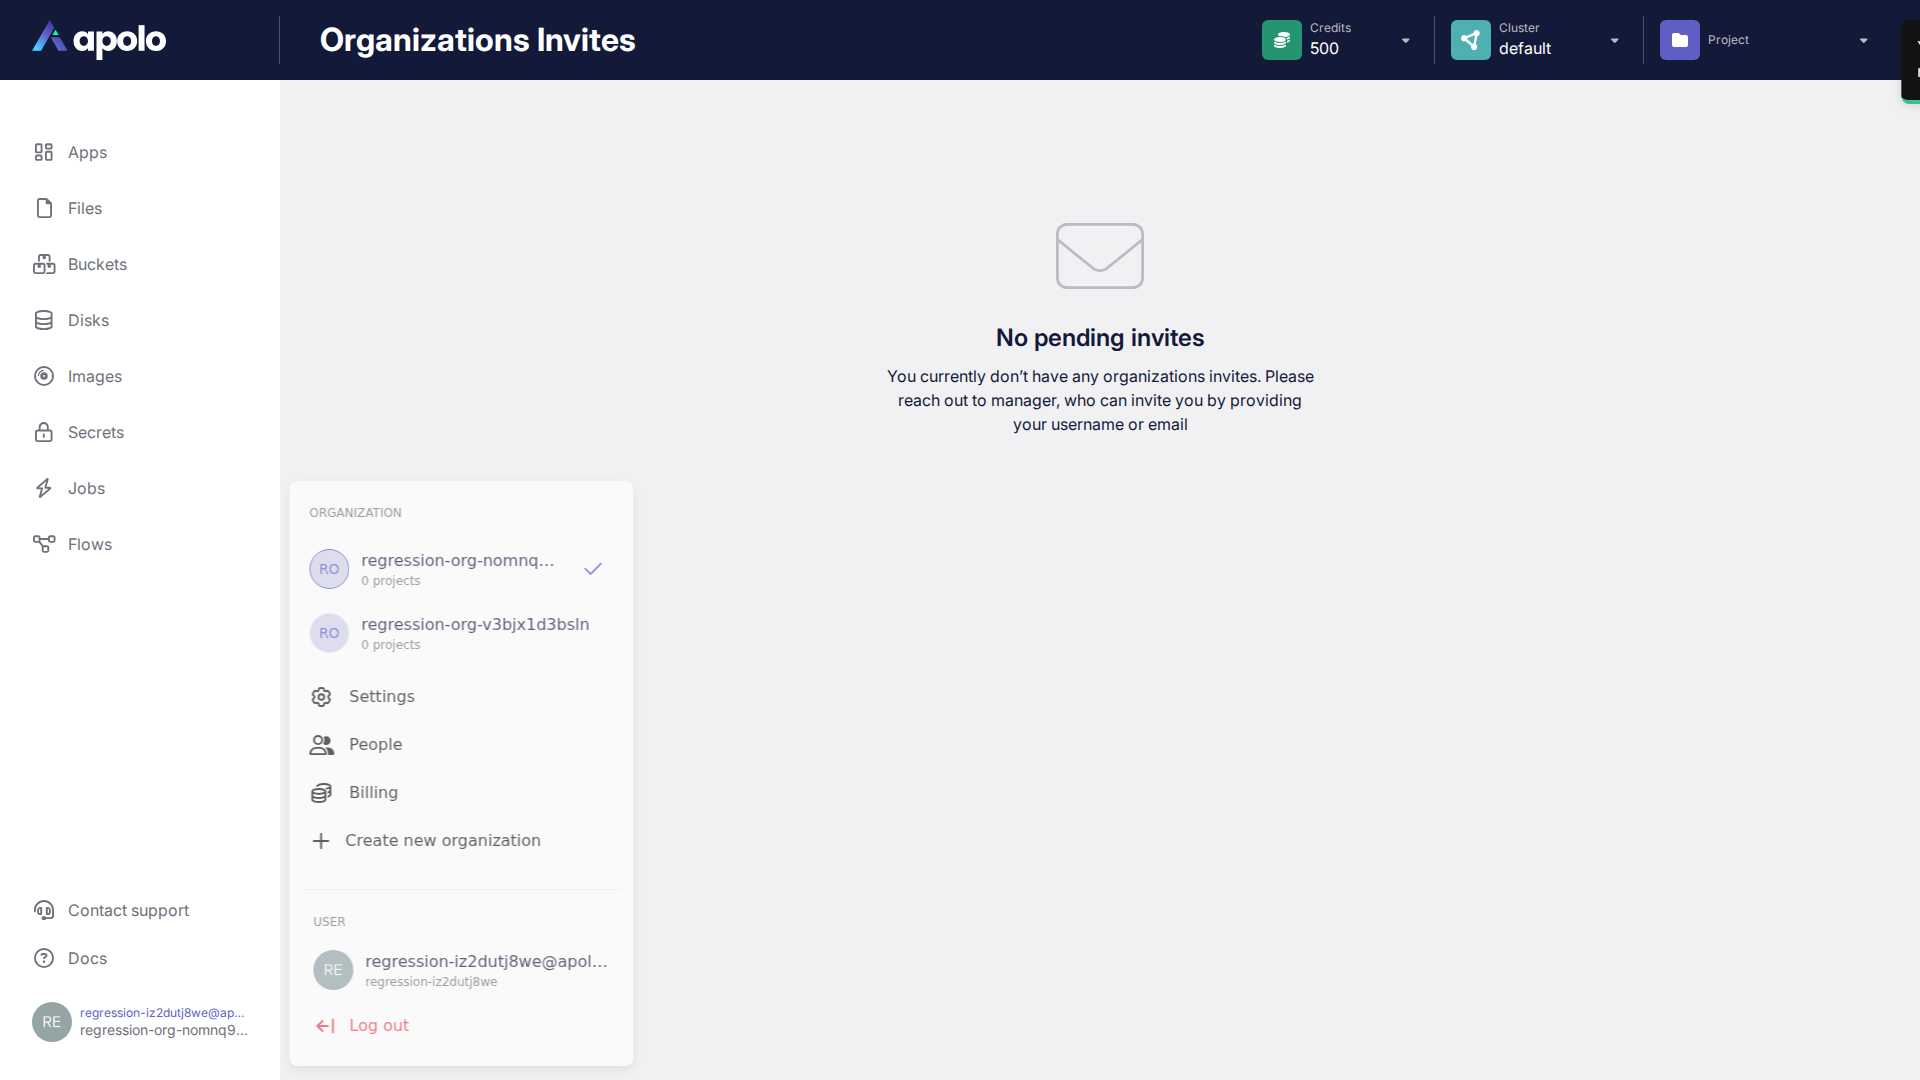 apolo
Organizations Invites
Credits
500
Cluster
default
Project
Apps
Files
Buckets
Disks
Images
Secrets
Jobs
Flows
No pending invites
You currently don’t have any organizations invites. Please
reach out to manager, who can invite you by providing
your username or email
ORGANIZATION
RO
regression-org-nomnq...
0 projects
RO
regression-org-v3bjx1d3bsln
0 projects
Settings
People
Billing
Create new organization
USER
RE
regression-iz2dutj8we@apol...
regression-iz2dutj8we
Log out
Contact support
Docs
RE
regression-iz2dutj8we@ap...
regression-org-nomnq9...